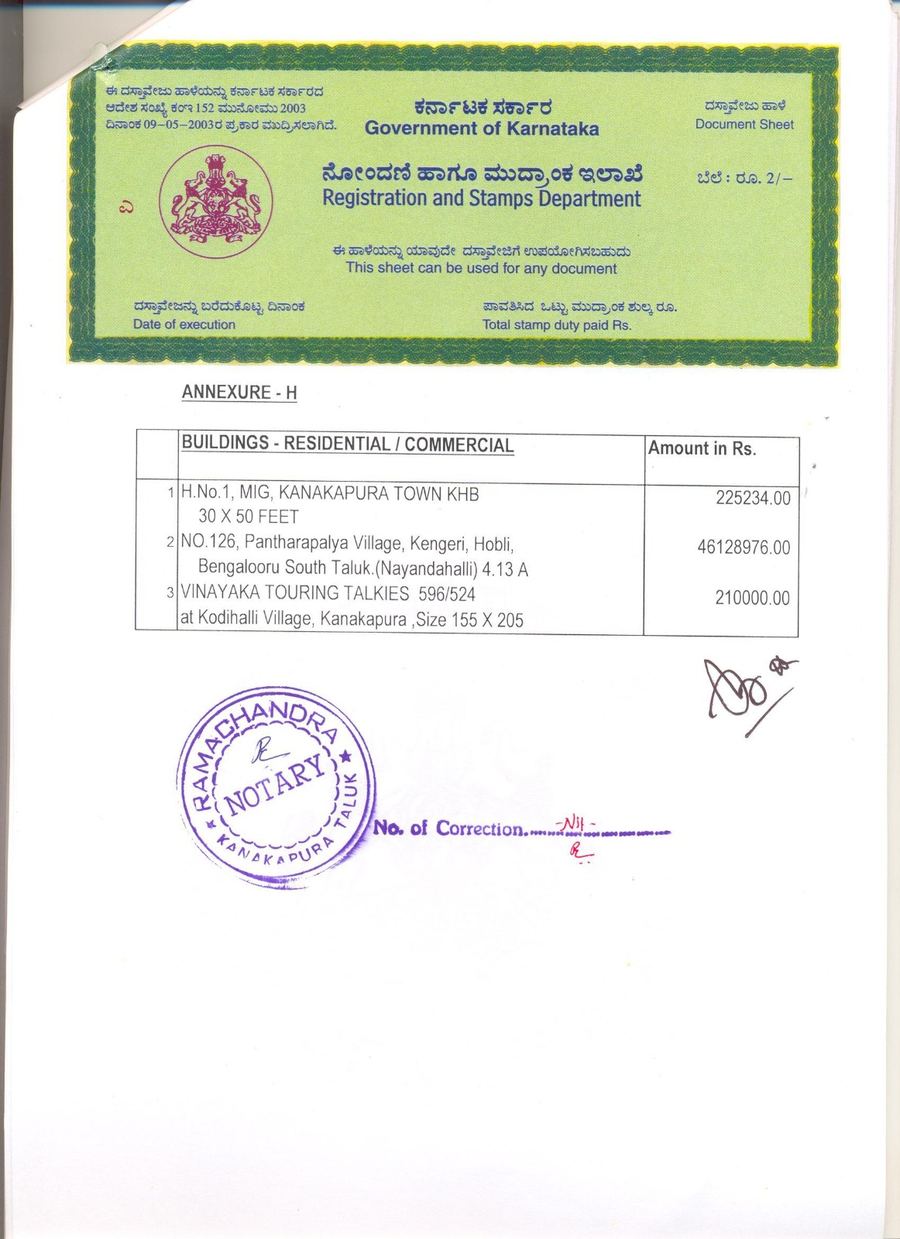 ಈ ದಸ್ತಾವೇಜು ಹಾಳೆಯನ್ನು ಕರ್ನಾಟಕ ಸರ್ಕಾರದ
ಆದೇಶ ಸಂಖ್ಯೆ ಕಂಇ 152 ಮುನೋಮು 2003
ದಿನಾಂಕ 09-05-2003ರ ಪ್ರಕಾರ ಮುದ್ರಿಸಲಾಗಿದೆ.
ಕರ್ನಾಟಕ ಸರ್ಕಾರ
Government of Karnataka
ದಸ್ತಾವೇಜು ಹಾಳೆ
Document Sheet
ನೋಂದಣಿ ಹಾಗೂ ಮುದ್ರಾಂಕ ಇಲಾಖೆ
Registration and Stamps Department
ಬೆಲೆ : ರೂ. 2/-
ಈ ಹಾಳೆಯನ್ನು ಯಾವುದೇ ದಸ್ತಾವೇಜಿಗೆ ಉಪಯೋಗಿಸಬಹುದು
This sheet can be used for any document
ದಸ್ತಾವೇಜನ್ನು ಬರೆದುಕೊಟ್ಟ ದಿನಾಂಕ
Date of execution
ಪಾವತಿಸಿದ ಒಟ್ಟು ಮುದ್ರಾಂಕ ಶುಲ್ಕ ರೂ.
Total stamp duty paid Rs.
ANNEXURE - H
BUILDINGS - RESIDENTIAL / COMMERCIAL Amount in Rs.
1 H.No.1, MIG, KANAKAPURA TOWN KHB 225234.00
30 X 50 FEET
2 NO.126, Pantharapalya Village, Kengeri, Hobli, 46128976.00
Bengalooru South Taluk.(Nayandahalli) 4.13 A
3 VINAYAKA TOURING TALKIES 596/524 210000.00
at Kodihalli Village, Kanakapura ,Size 155 X 205
RAMACHANDRA
NOTARY
KANAKAPURA TALUK
No. of Correction. -Nil-